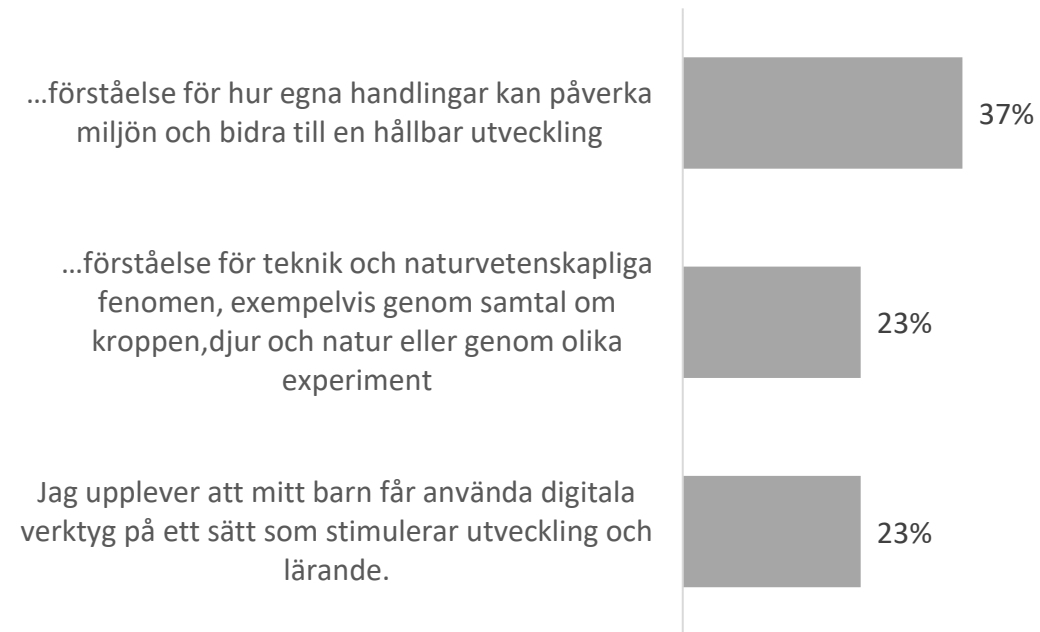 …förståelse för hur egna handlingar kan påverka
miljön och bidra till en hållbar utveckling
37%
…förståelse för teknik och naturvetenskapliga
fenomen, exempelvis genom samtal om
kroppen,djur och natur eller genom olika
experiment
23%
Jag upplever att mitt barn får använda digitala
verktyg på ett sätt som stimulerar utveckling och
lärande.
23%